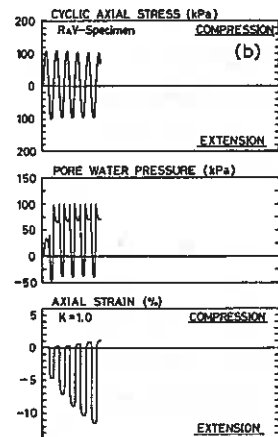 CYCLIC AXIAL STRESS (kPa)
200
100
0
100
200
R&V-Specimen
COMPRESSION
(b)
EXTENSION
PORE WATER PRESSURE (kPa)
150
100
50
0
-50
AXIAL STRAIN (%)
5
0
-5
-10
K=1.0
COMPRESSION
EXTENSION